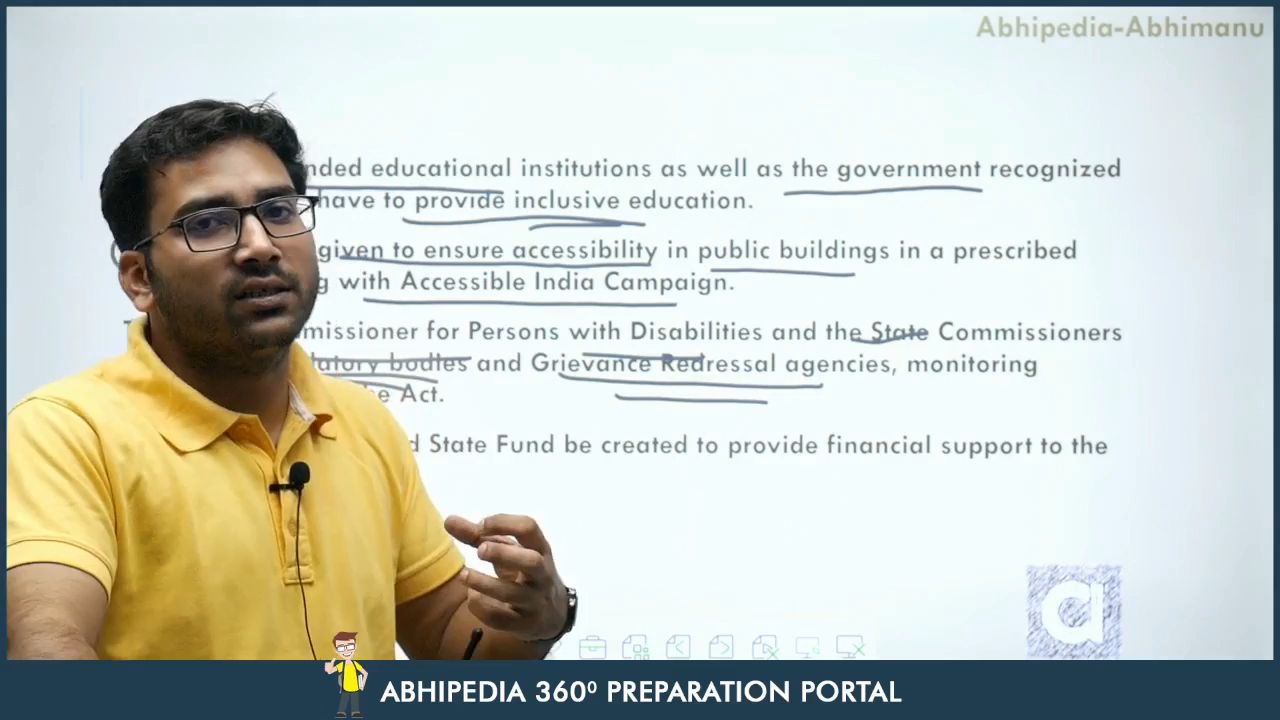 Abhipedia-Abhimanu
nded educational institutions as well as the government recognized
have to provide inclusive education.
given to ensure accessibility in public buildings in a prescribed
g with Accessible India Campaign.
missioner for Persons with Disabilities and the State Commissioners
atory bodies and Grievance Redressal agencies, monitoring
e Act.
d State Fund be created to provide financial support to the
a
ABHIPEDIA 360⁰ PREPARATION PORTAL